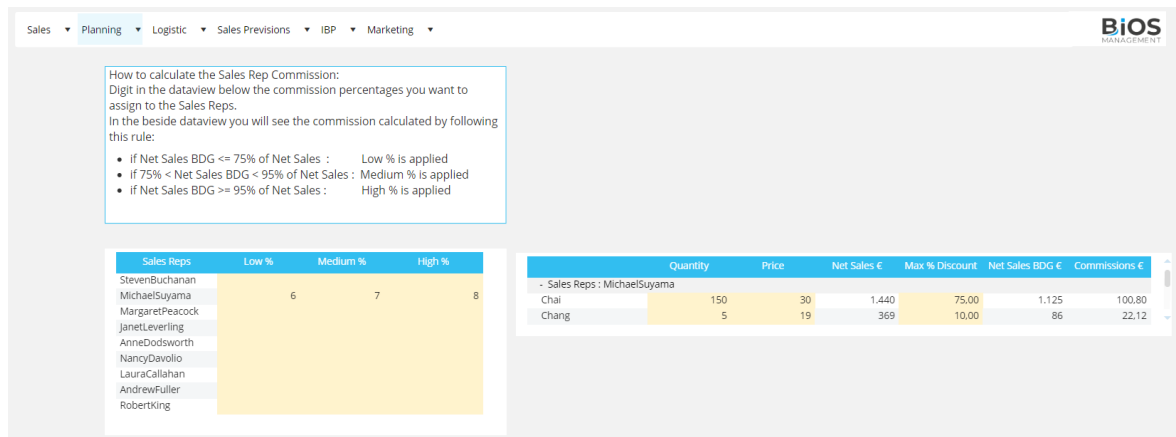 Sales ▼ Planning ▼ Logistic ▼ Sales Previsions ▼ IBP ▼ Marketing ▼
BiOS
MANAGEMENT
How to calculate the Sales Rep Commission:
Digit in the dataview below the commission percentages you want to
assign to the Sales Reps.
In the beside dataview you will see the commission calculated by following
this rule:
• if Net Sales BDG <= 75% of Net Sales : Low % is applied
• if 75% < Net Sales BDG < 95% of Net Sales : Medium % is applied
• if Net Sales BDG >= 95% of Net Sales : High % is applied
Sales Reps Low % Medium % High %
StevenBuchanan
MichaelSuyama 6 7 8
MargaretPeacock
JanetLeverling
AnneDodsworth
NancyDavolio
LauraCallahan
AndrewFuller
RobertKing
Quantity Price Net Sales € Max % Discount Net Sales BDG € Commissions €
- Sales Reps : MichaelSuyama
Chai 150 30 1.440 75,00 1.125 100,80
Chang 5 19 369 10,00 86 22,12